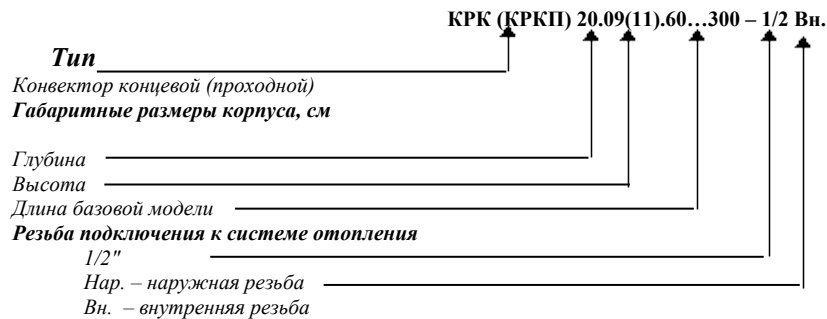 КРК (КРКП) 20.09(11).60…300 – 1/2 Вн.
Тип
Конвектор концевой (проходной)
Габаритные размеры корпуса, см
Глубина
Высота
Длина базовой модели
Резьба подключения к системе отопления
1/2"
Нар. – наружная резьба
Вн. – внутренняя резьба